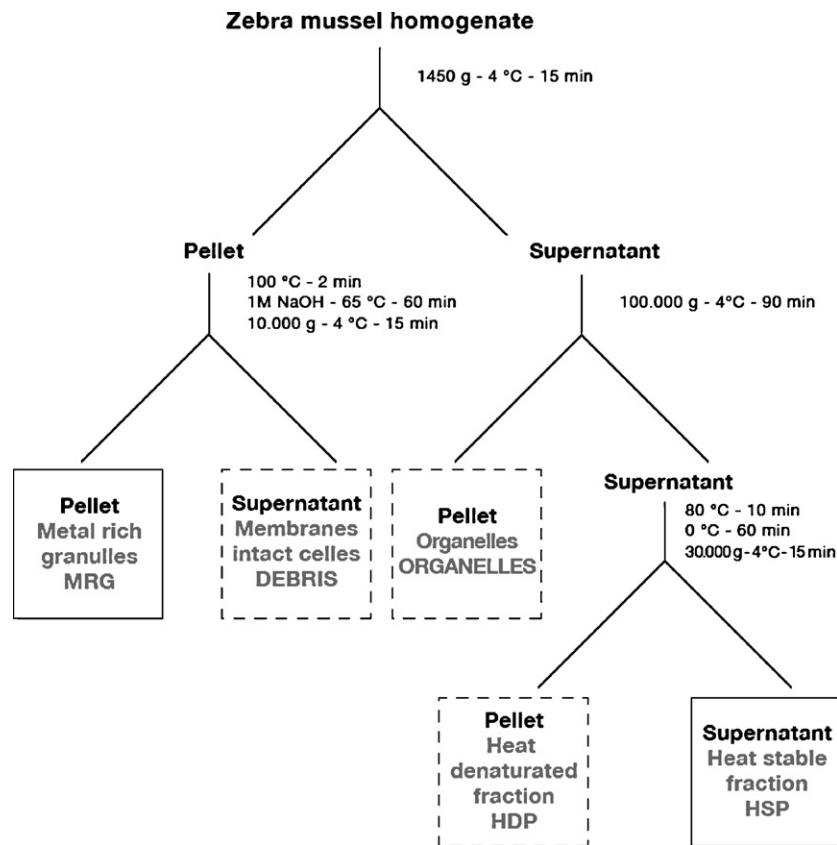 Zebra mussel homogenate
1450 g - 4 °C - 15 min
Pellet
100 °C - 2 min
1M NaOH - 65 °C - 60 min
10.000 g - 4 °C - 15 min
Supernatant
100.000 g - 4°C - 90 min
Pellet
Metal rich
granulles
MRG
Supernatant
Membranes
intact celles
DEBRIS
Pellet
Organelles
ORGANELLES
Supernatant
80 °C - 10 min
0 °C - 60 min
30.000 g - 4°C - 15 min
Pellet
Heat
denaturated
fraction
HDP
Supernatant
Heat stable
fraction
HSP